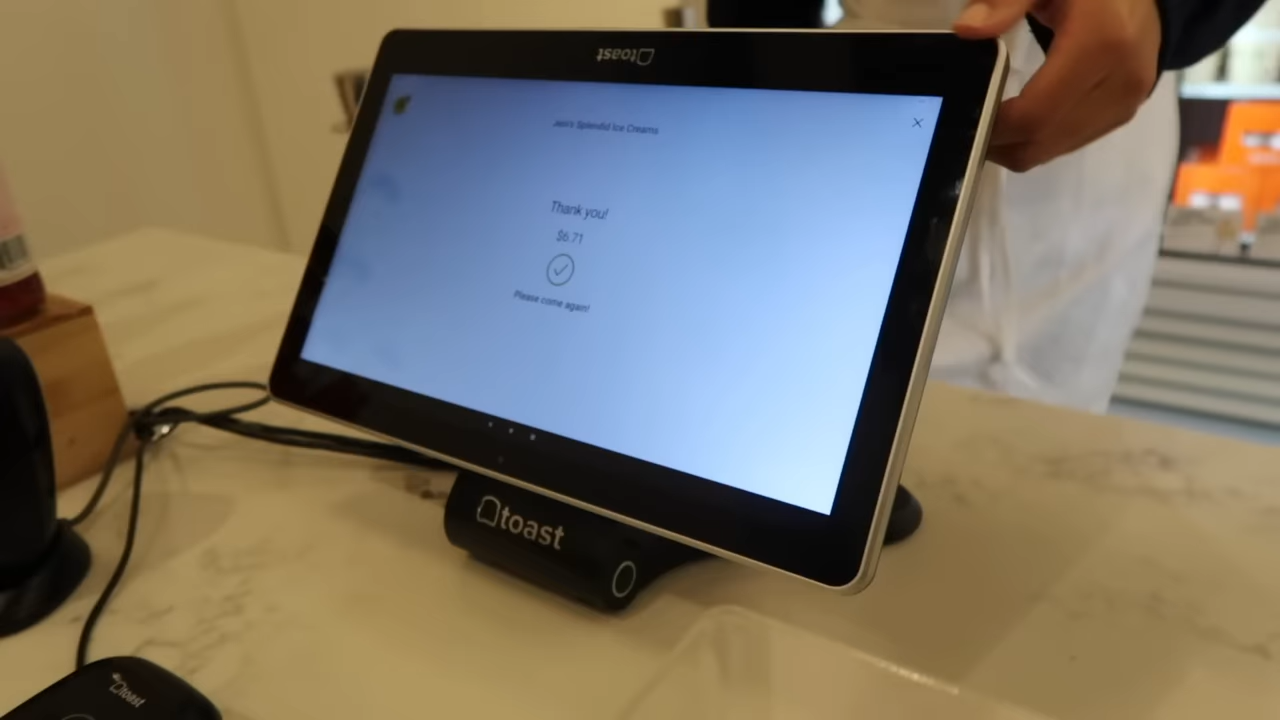 toast
Jeni's Splendid Ice Creams
Thank you!
$6.71
Please come again!
toast
toast